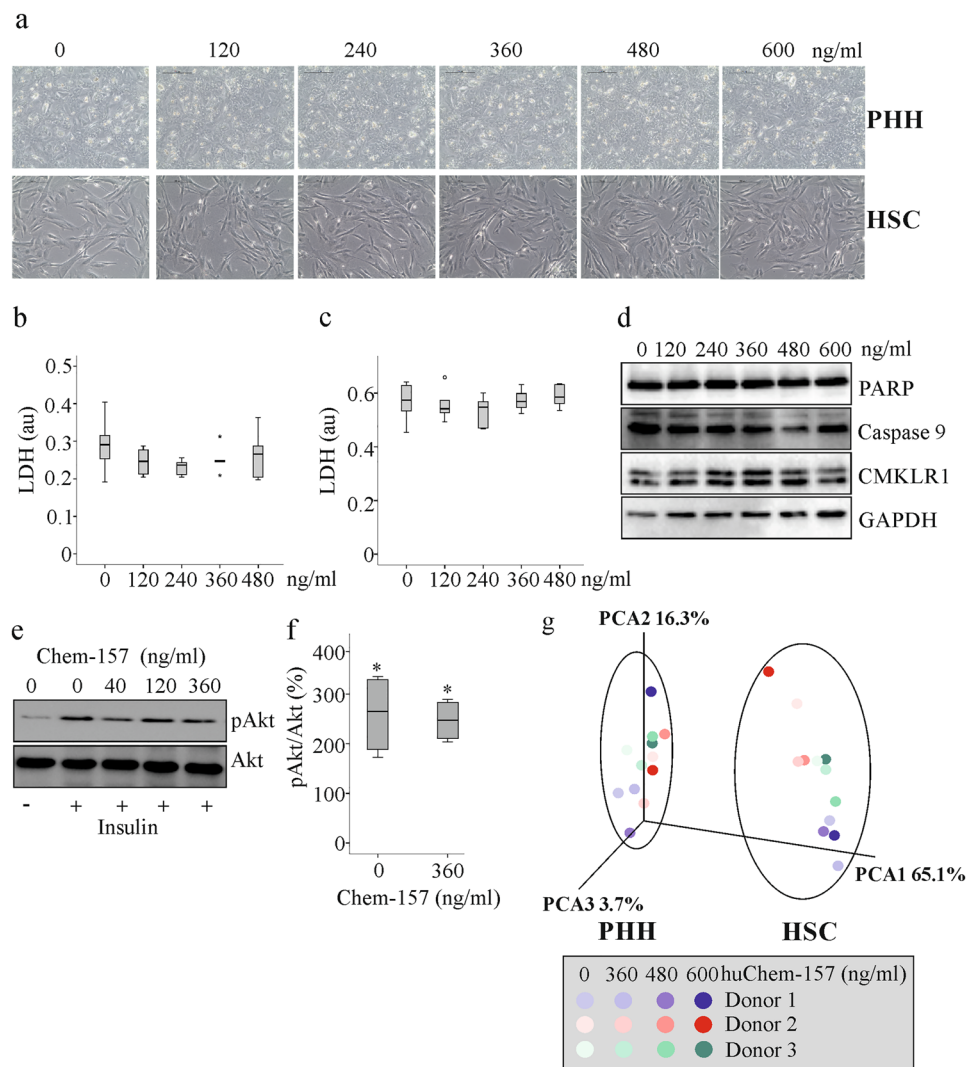 a
0 120 240 360 480 600 ng/ml
PHH
HSC
b
LDH (au)
0.5
0.4
0.3
0.2
0.1
0
0 120 240 360 480 ng/ml
c
LDH (au)
0.6
0.4
0.2
0
0 120 240 360 480 ng/ml
d
0 120 240 360 480 600 ng/ml
PARP
Caspase 9
CMKLR1
GAPDH
e
Chem-157 (ng/ml)
0 0 40 120 360
pAkt
Akt
- + + + +
Insulin
f
pAkt/Akt (%)
400
300
200
100
0
* *
0 360
Chem-157 (ng/ml)
g
PCA2 16.3%
PCA1 65.1%
PCA3 3.7%
PHH HSC
0 360 480 600 huChem-157 (ng/ml)
Donor 1
Donor 2
Donor 3